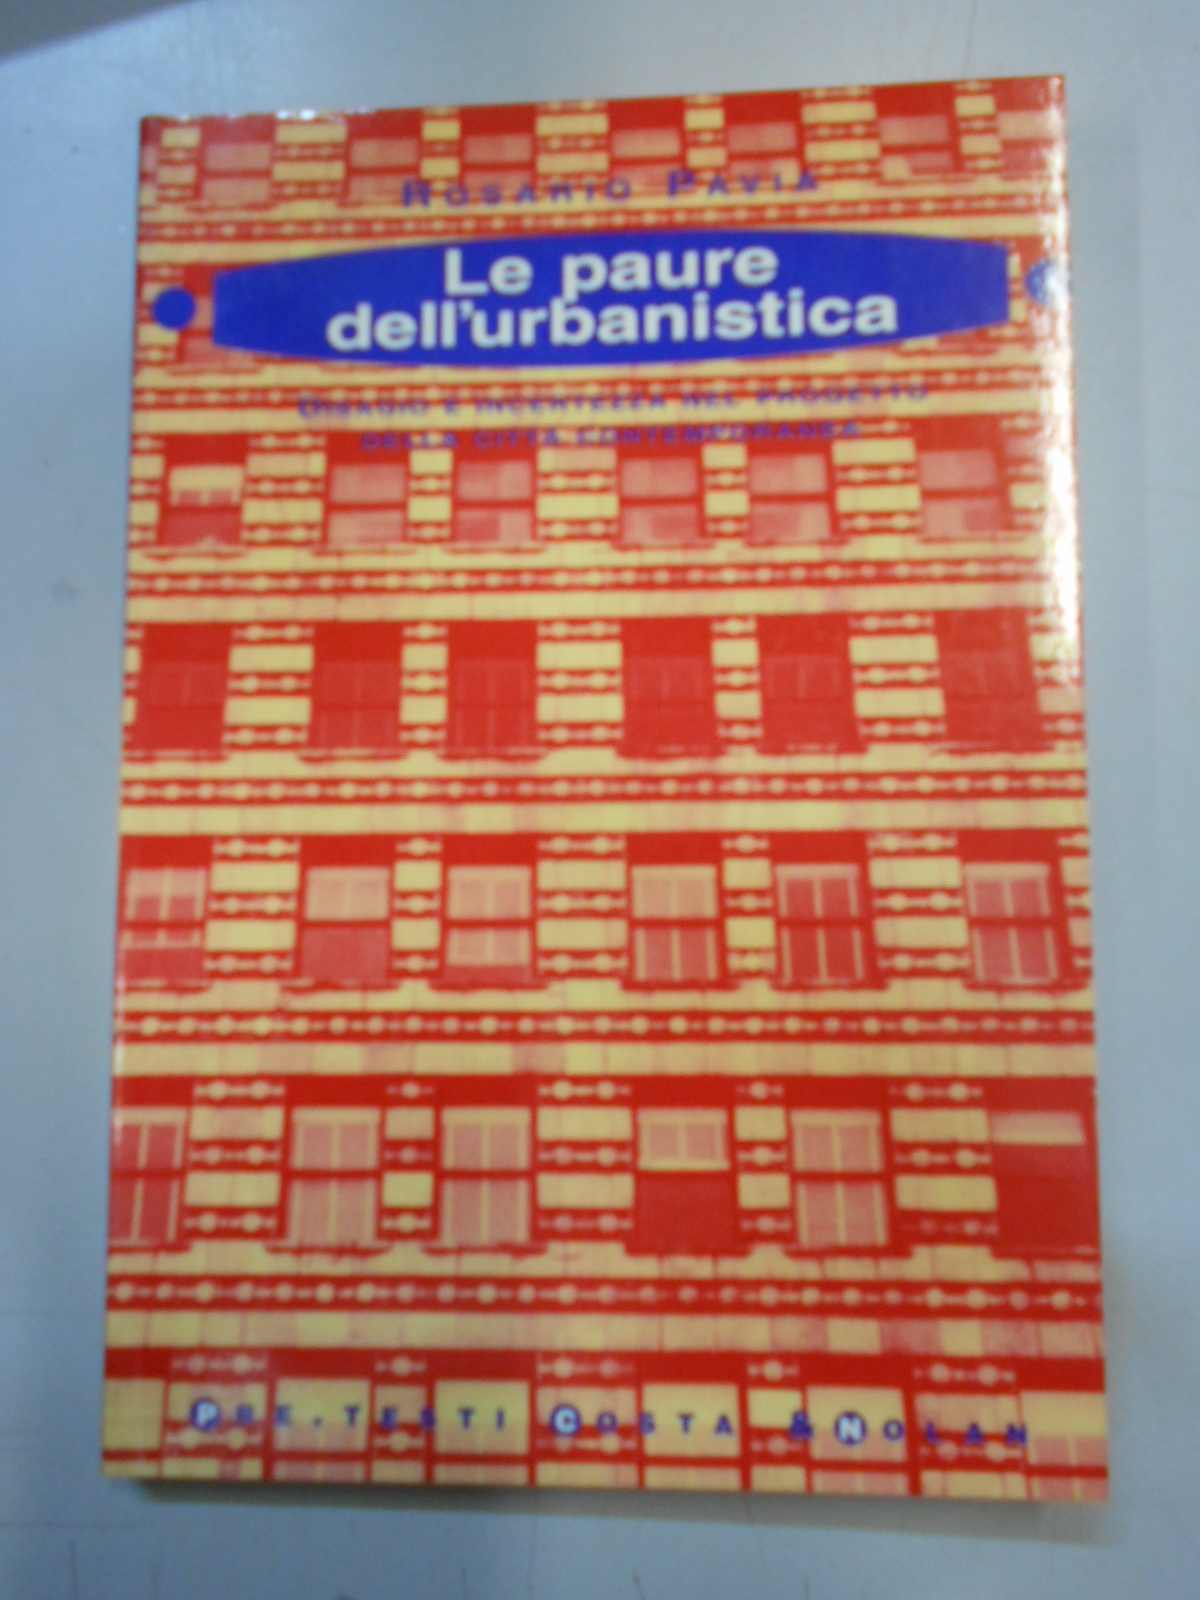 ROSARIO PAVIA
Le paure
dell'urbanistica
DISAGIO E INCERTEZZA NEL PROGETTO
DELLA CITTÀ CONTEMPORANEA
PRE.TESTI COSTA & NOLAN